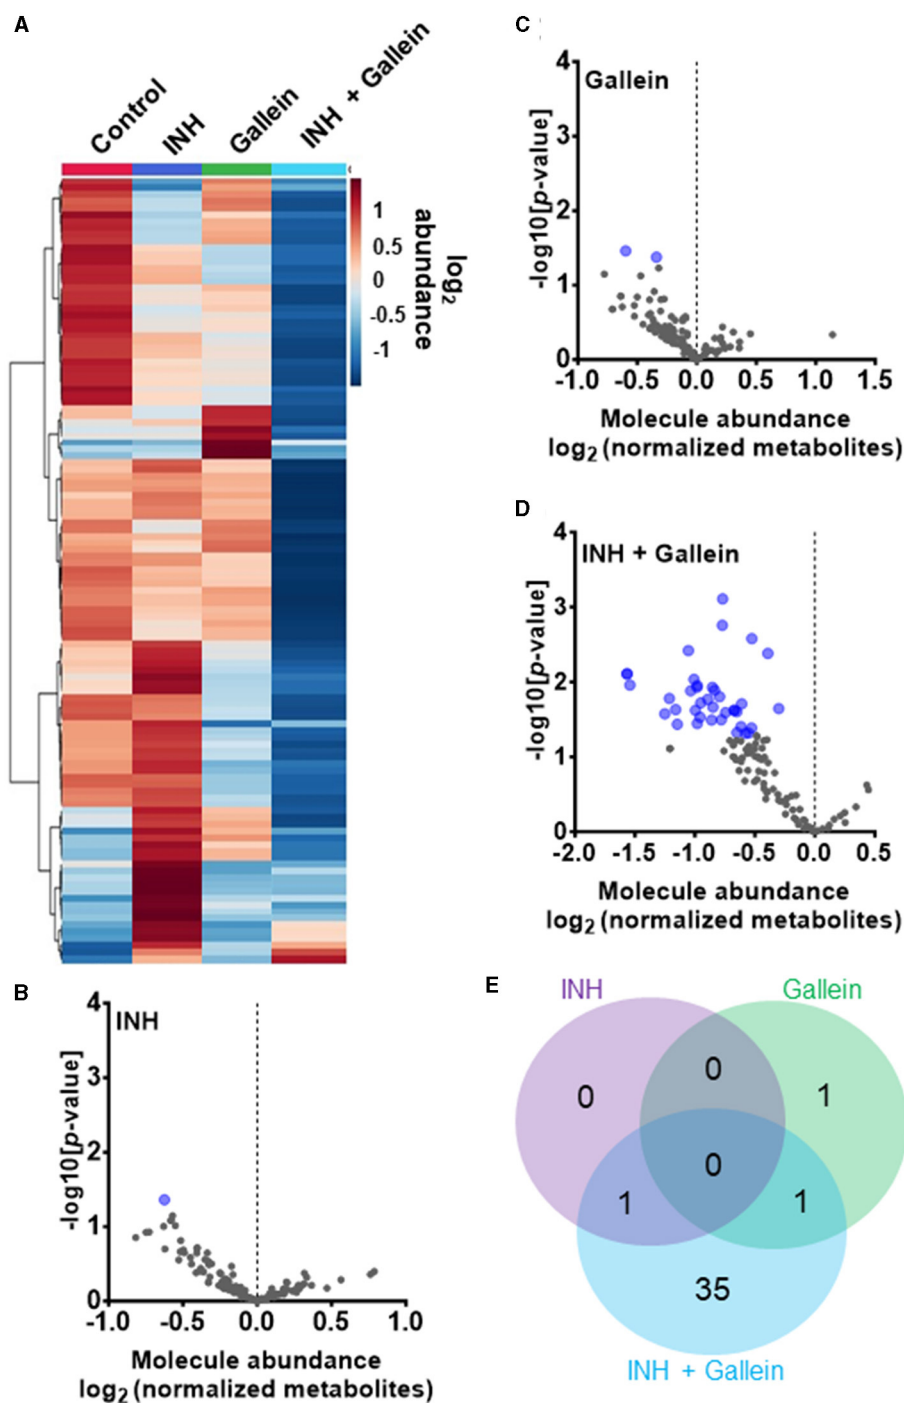 A
Control
INH
Gallein
INH + Gallein
1
0.5
0
-0.5
-1
log2
abundance
B
INH
4
3
2
1
0
-log10[p-value]
-1.0
-0.5
0.0
0.5
1.0
Molecule abundance
log2 (normalized metabolites)
C
Gallein
4
3
2
1
0
-log10[p-value]
-1.0
-0.5
0.0
0.5
1.0
1.5
Molecule abundance
log2 (normalized metabolites)
D
INH + Gallein
4
3
2
1
0
-log10[p-value]
-2.0
-1.5
-1.0
-0.5
0.0
0.5
Molecule abundance
log2 (normalized metabolites)
E
INH
Gallein
0
0
1
0
1
1
35
INH + Gallein